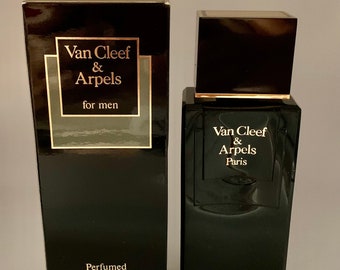 Van Cleef
&
Arpels
for men
Perfumed
Van Cleef
&
Arpels
Paris